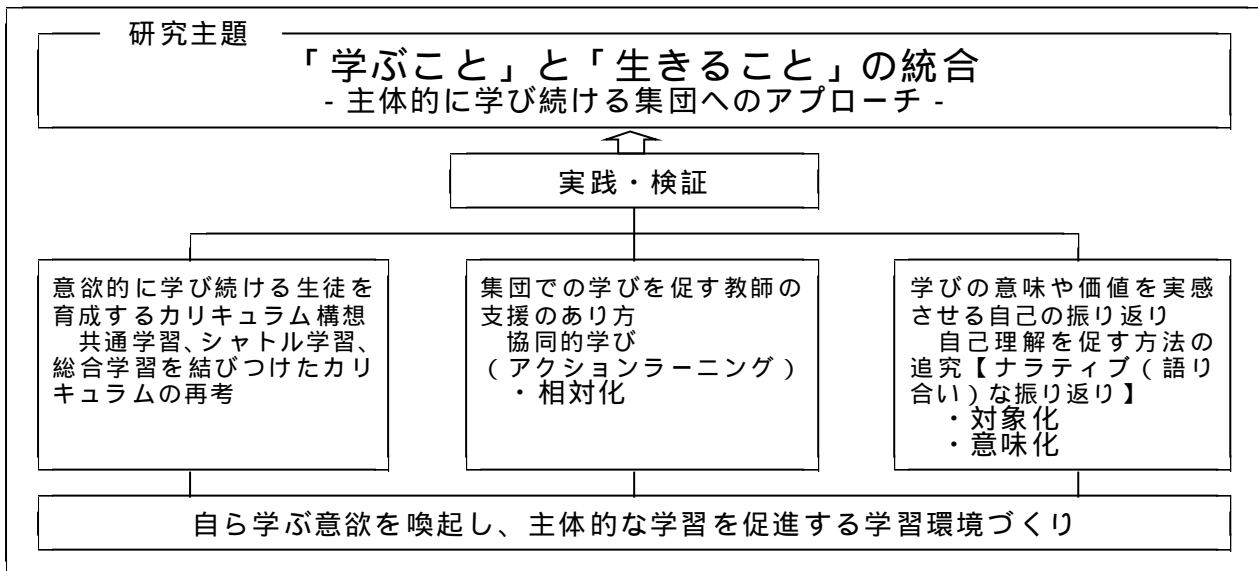 研究主題
「学ぶこと」と「生きること」の統合
- 主体的に学び続ける集団へのアプローチ -
実践・検証
意欲的に学び続ける生徒を
育成するカリキュラム構想
共通学習、シャトル学習、
総合学習を結びつけたカリ
キュラムの再考
集団での学びを促す教師の
支援のあり方
協同的学び
(アクションラーニング)
・相対化
学びの意味や価値を実感
させる自己の振り返り
自己理解を促す方法の
追究【ナラティブ(語り
合い)な振り返り】
・対象化
・意味化
自ら学ぶ意欲を喚起し、主体的な学習を促進する学習環境づくり